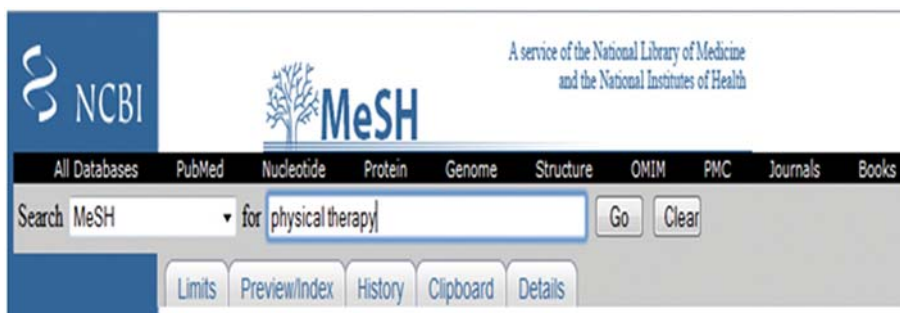 A service of the National Library of Medicine
and the National Institutes of Health
NCBI
MeSH
All Databases PubMed Nucleotide Protein Genome Structure OMIM PMC Journals Books
Search MeSH for physical therapy Go Clear
Limits Preview/Index History Clipboard Details